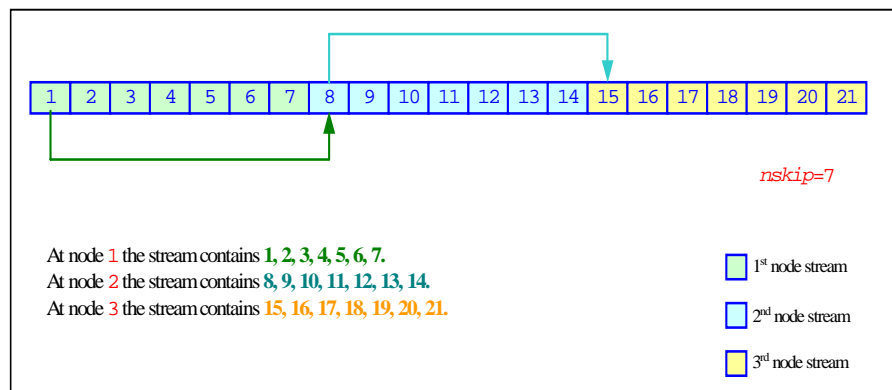 1 2 3 4 5 6 7 8 9 10 11 12 13 14 15 16 17 18 19 20 21
nskip=7
At node 1 the stream contains 1, 2, 3, 4, 5, 6, 7.
At node 2 the stream contains 8, 9, 10, 11, 12, 13, 14.
At node 3 the stream contains 15, 16, 17, 18, 19, 20, 21.
1st node stream
2nd node stream
3rd node stream